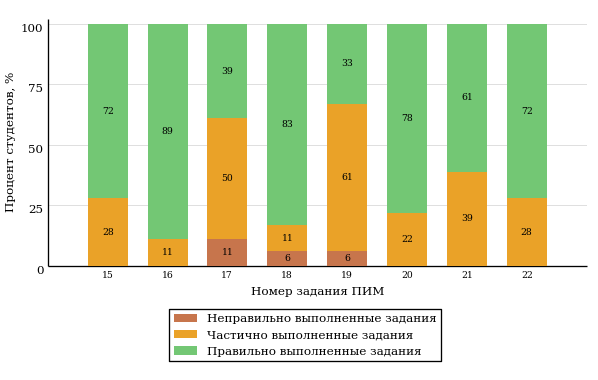 Процент студентов, %
100
75
50
25
0
72 89 39 83 33 78 61 72
28 11 50 11 61 22 39 28
11 6 6
15 16 17 18 19 20 21 22
Номер задания ПИМ
Неправильно выполненные задания
Частично выполненные задания
Правильно выполненные задания